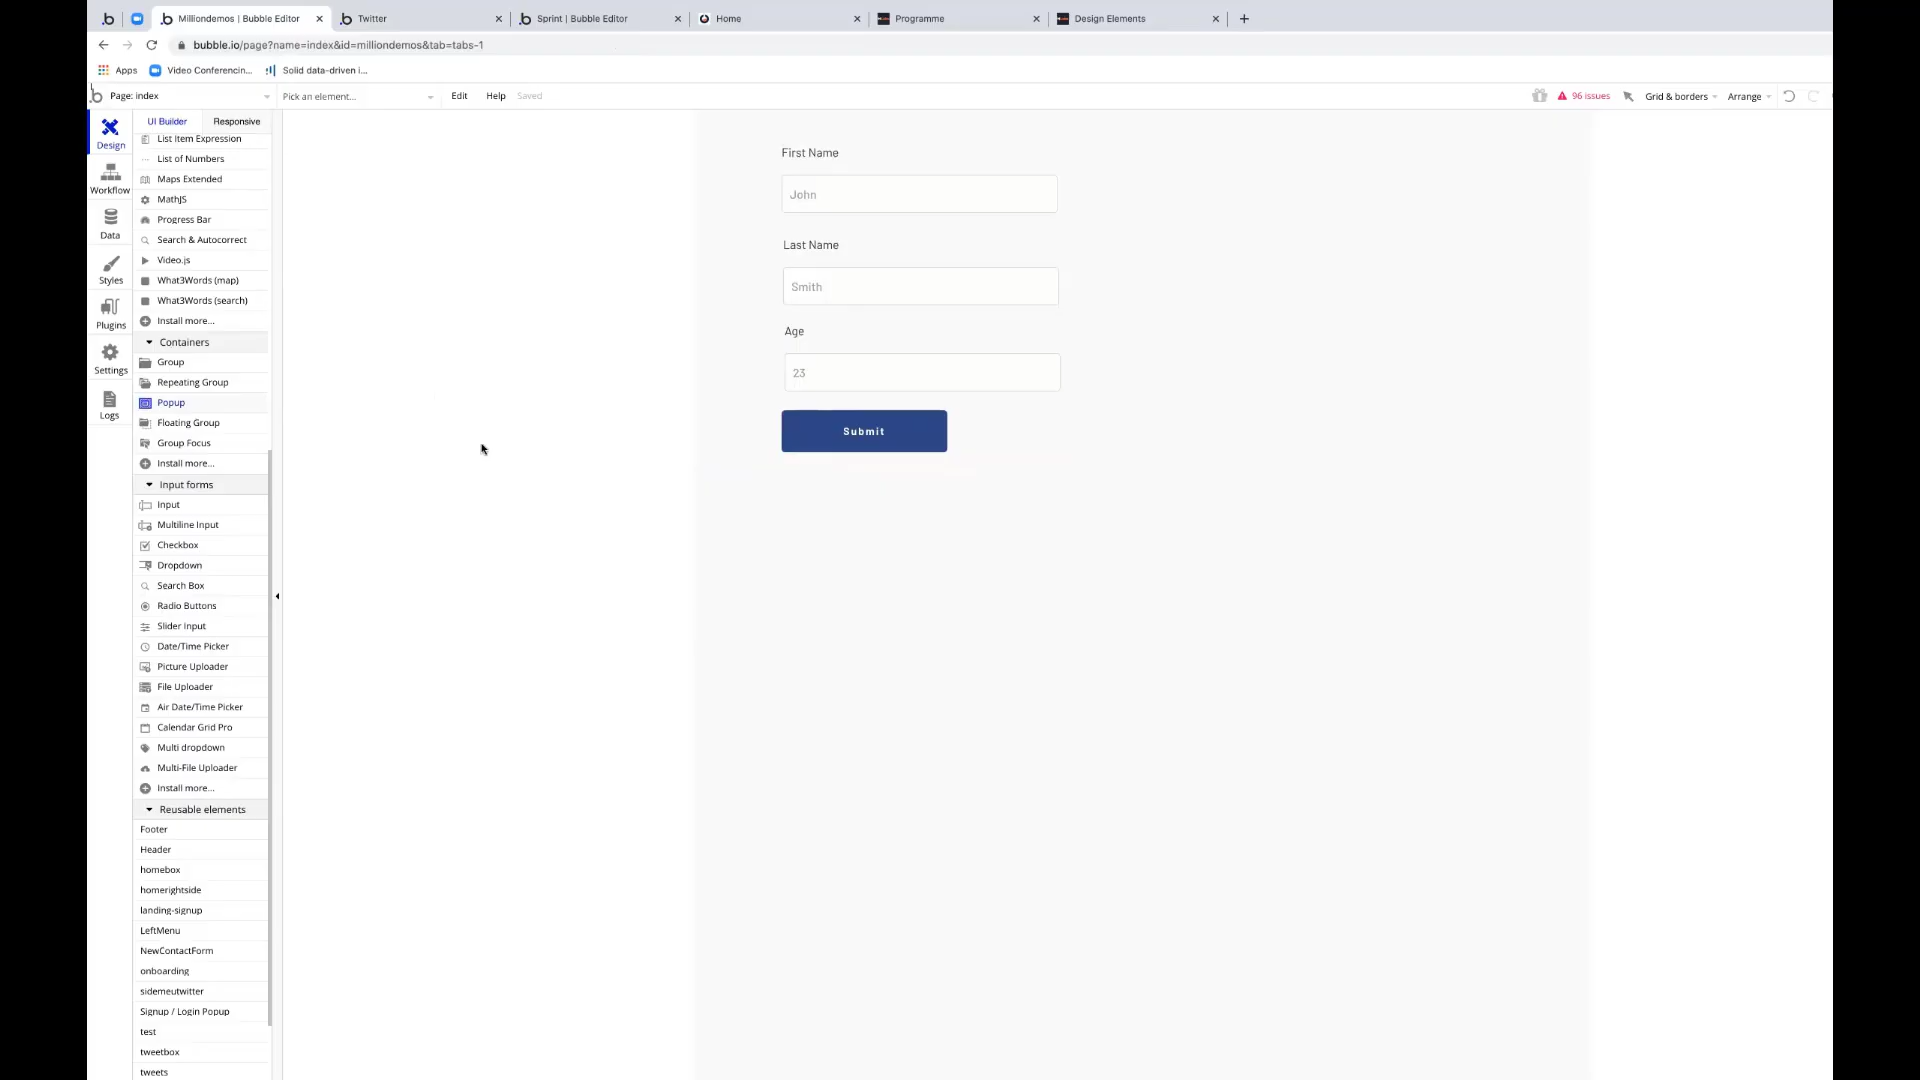 Milliondemos | Bubble Editor
Twitter
Sprint | Bubble Editor
Home
Programme
Design Elements
bubble.io/page?name=index&id=milliondemos&tab=tabs-1
Apps
Video Conferencin...
Solid data-driven i...
Page: index
Pick an element...
Edit
Help
Saved
96 issues
Grid & borders
Arrange
Design
Workflow
Data
Styles
Plugins
Settings
Logs
UI Builder
Responsive
List Item Expression
List of Numbers
Maps Extended
MathJS
Progress Bar
Search & Autocorrect
Video.js
What3Words (map)
What3Words (search)
Install more...
Containers
Group
Repeating Group
Popup
Floating Group
Group Focus
Install more...
Input forms
Input
Multiline Input
Checkbox
Dropdown
Search Box
Radio Buttons
Slider Input
Date/Time Picker
Picture Uploader
File Uploader
Air Date/Time Picker
Calendar Grid Pro
Multi dropdown
Multi-File Uploader
Install more...
Reusable elements
Footer
Header
homebox
homerightside
landing-signup
LeftMenu
NewContactForm
onboarding
sidemeutwitter
Signup / Login Popup
test
tweetbox
tweets
First Name
John
Last Name
Smith
Age
23
Submit